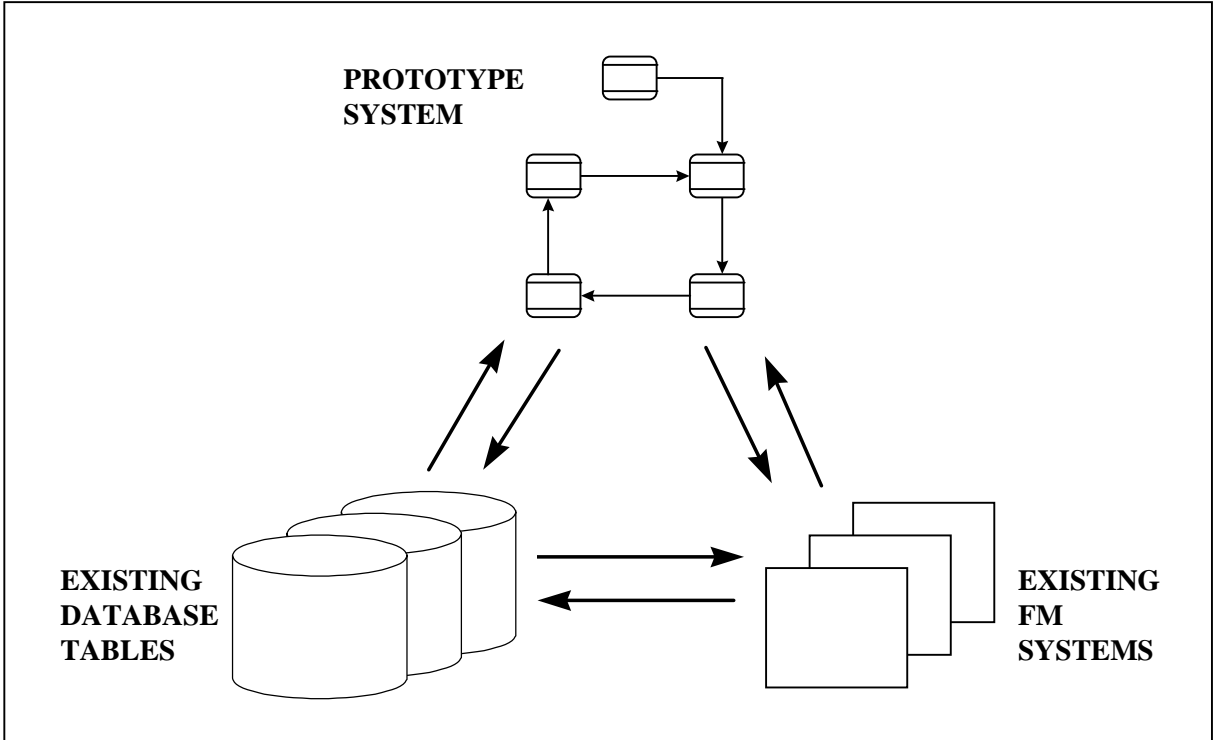 PROTOTYPE
SYSTEM
EXISTING
DATABASE
TABLES
EXISTING
FM
SYSTEMS